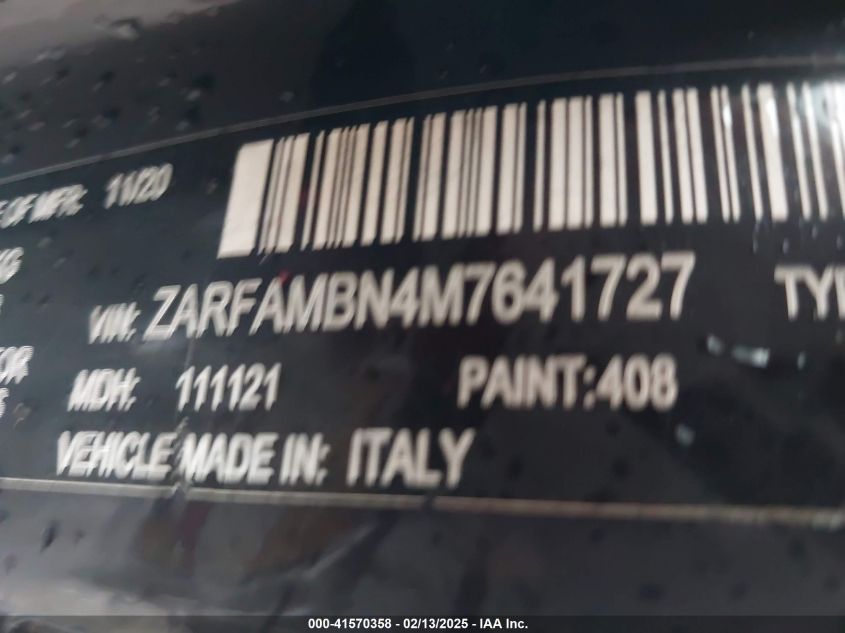 E OF MFR: 11/20
VIN: ZARFAMBN4M7641727
TY
MDH: 111121
PAINT:408
VEHICLE MADE IN: ITALY
000-41570358 - 02/13/2025 - IAA Inc.